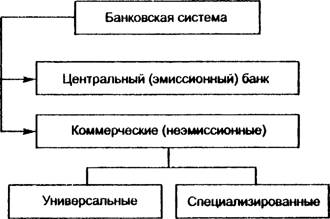 Банковская система
Центральный (эмиссионный) банк
Коммерческие (неэмиссионные)
Универсальные
Специализированные